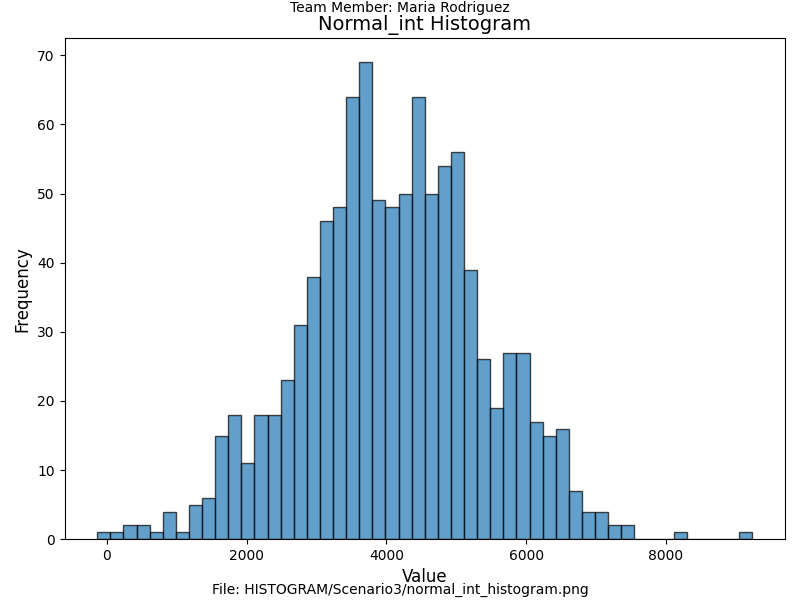 Team Member: Maria Rodriguez
Normal_int Histogram
70
60
50
40
30
20
10
0
Frequency
0 2000 4000 6000 8000
Value
File: HISTOGRAM/Scenario3/normal_int_histogram.png